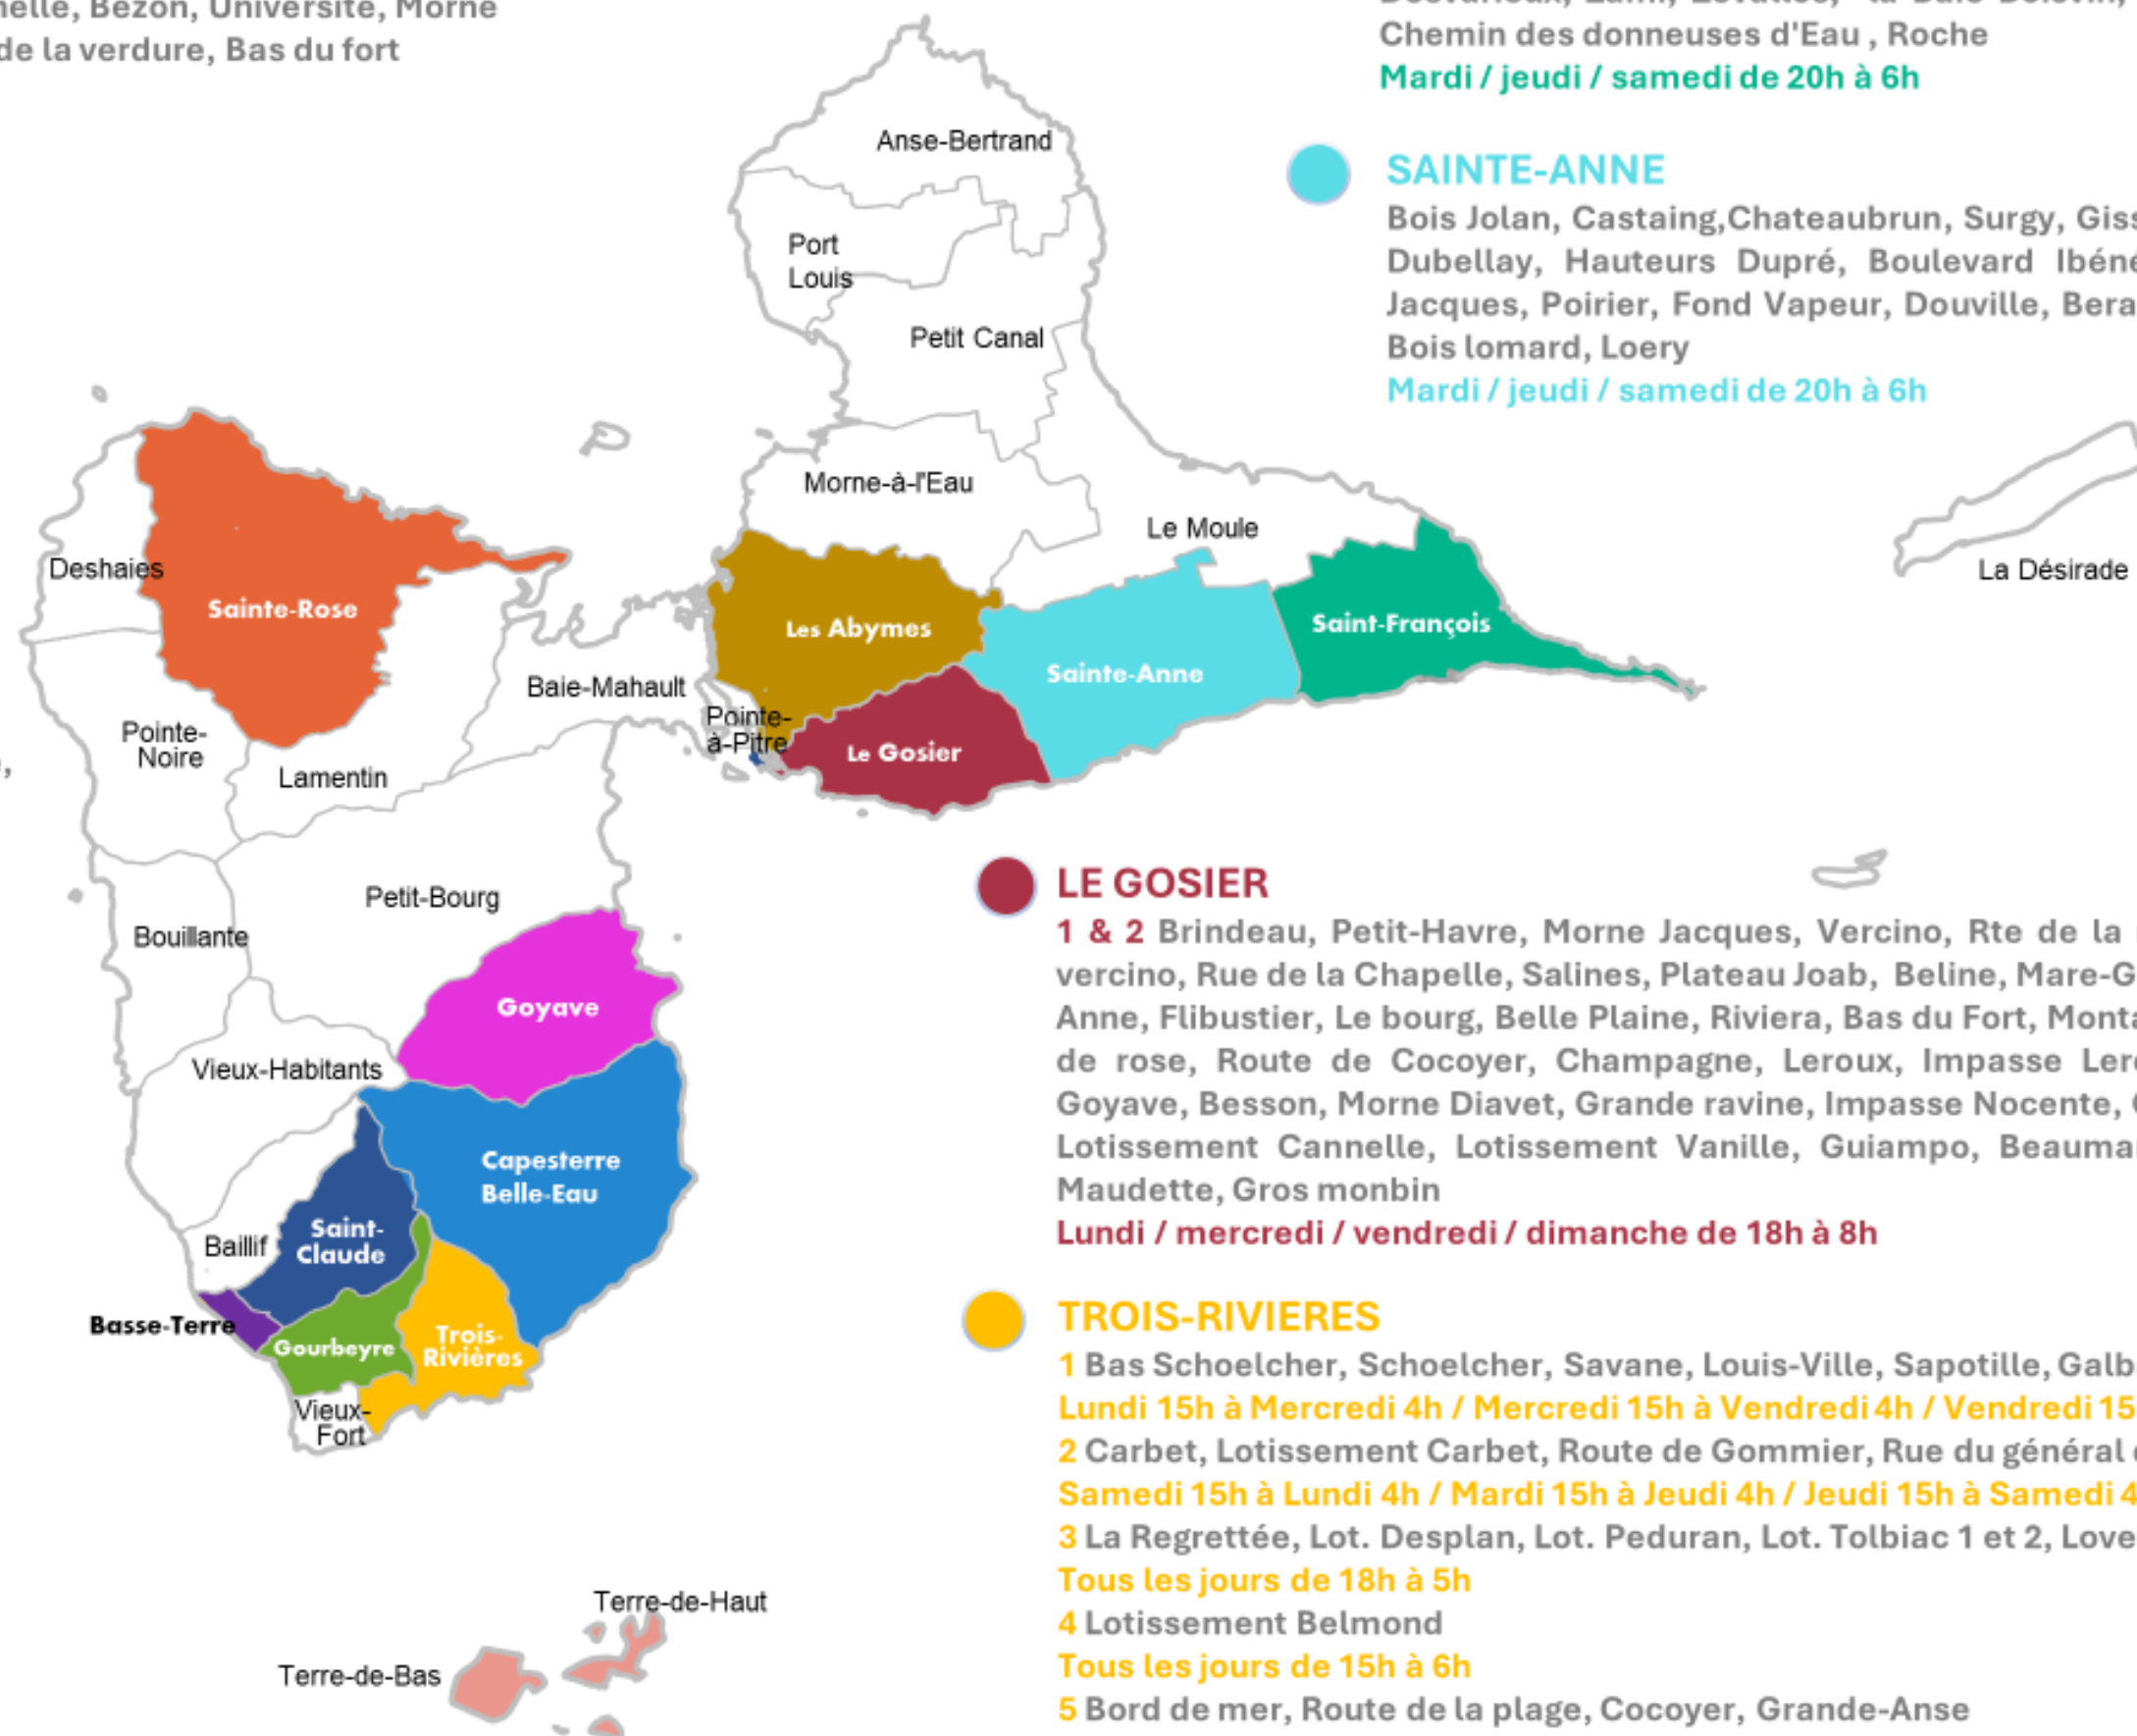 Bezon, Université, Morne
de la verdure, Bas du fort
Chemin des donneuses d'Eau , Roche
Mardi / jeudi / samedi de 20h à 6h
SAINTE-ANNE
Bois Jolan, Castaing,Chateaubrun, Surgy,
Dubellay, Hauteurs Dupré, Boulevard
Jacques, Poirier, Fond Vapeur, Douville,
Bois lomard, Loery
Mardi / jeudi / samedi de 20h à 6h
Anse-Bertrand
Port
Louis
Petit Canal
Morne-à-l'Eau
Le Moule
La Désirade
Deshaies
Sainte-Rose
Les Abymes
Saint-François
Sainte-Anne
Baie-Mahault
Pointe-
à-Pitre
Le Gosier
Pointe-
Noire
Lamentin
Petit-Bourg
Bouillante
Goyave
Vieux-Habitants
Capesterre
Belle-Eau
Saint-
Claude
Baillif
Basse-Terre
Gourbeyre
Trois-
Rivières
Vieux-
Fort
Terre-de-Haut
Terre-de-Bas
LE GOSIER
1 & 2 Brindeau, Petit-Havre, Morne Jacques, Vercino, Rte de la
vercino, Rue de la Chapelle, Salines, Plateau Joab, Beline,
Anne, Flibustier, Le bourg, Belle Plaine, Riviera, Bas du Fort,
de rose, Route de Cocoyer, Champagne, Leroux, Impasse
Goyave, Besson, Morne Diavet, Grande ravine, Impasse Nocente,
Lotissement Cannelle, Lotissement Vanille, Guiampo,
Maudette, Gros monbin
Lundi / mercredi / vendredi / dimanche de 18h à 8h
TROIS-RIVIERES
1 Bas Schoelcher, Schoelcher, Savane, Louis-Ville, Sapotille,
Lundi 15h à Mercredi 4h / Mercredi 15h à Vendredi 4h / Vendredi 15
2 Carbet, Lotissement Carbet, Route de Gommier, Rue du général
Samedi 15h à Lundi 4h / Mardi 15h à Jeudi 4h / Jeudi 15h à Samedi 4
3 La Regrettée, Lot. Desplan, Lot. Peduran, Lot. Tolbiac 1 et 2,
Tous les jours de 18h à 5h
4 Lotissement Belmond
Tous les jours de 15h à 6h
5 Bord de mer, Route de la plage, Cocoyer, Grande-Anse